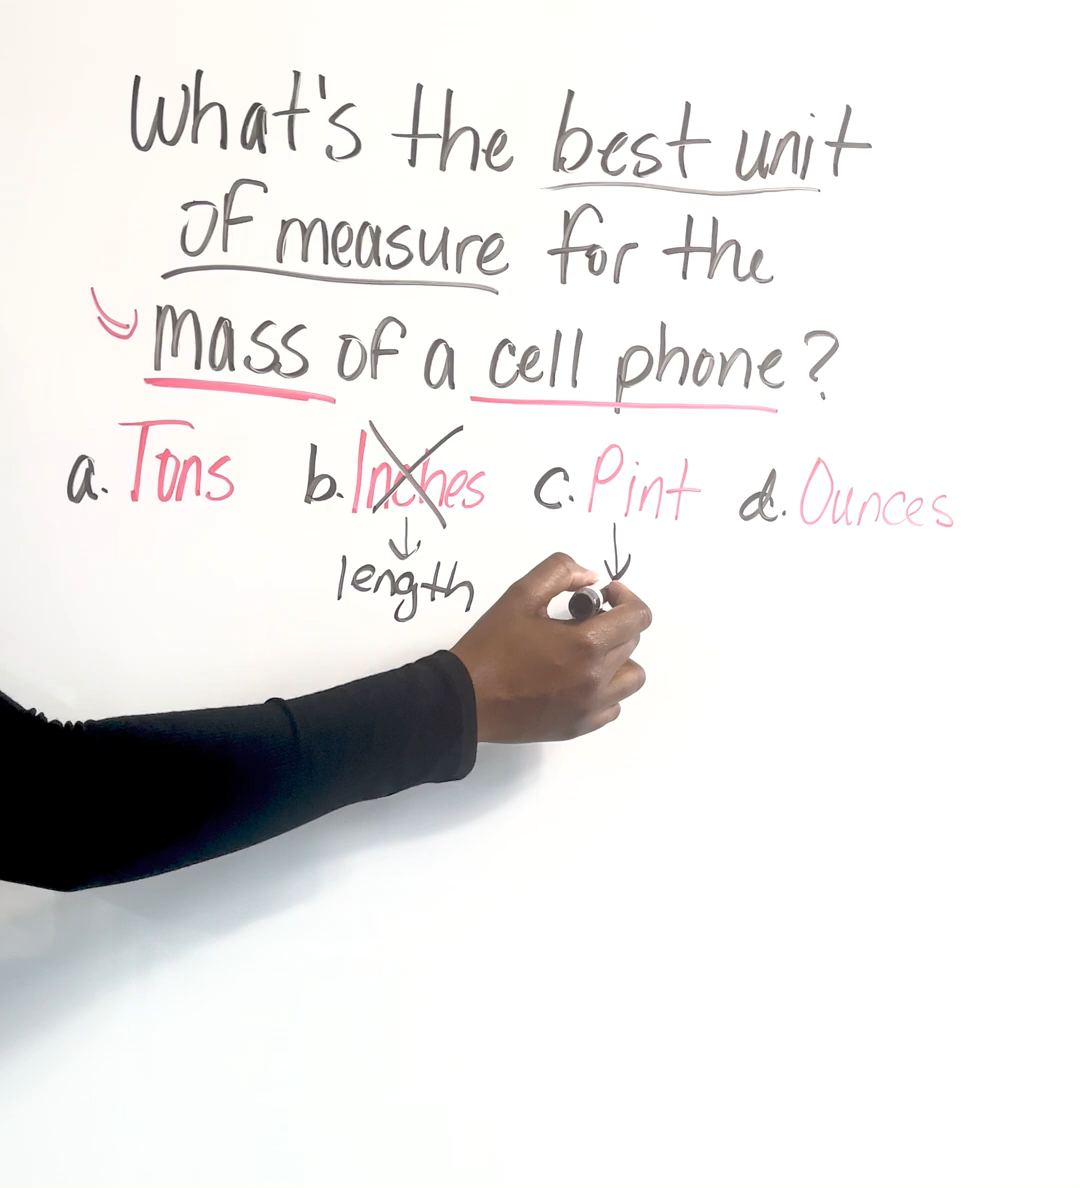 What's the best unit
of measure for the
mass of a cell phone?
a. Tons b. Inches c. Pint d. Ounces
length